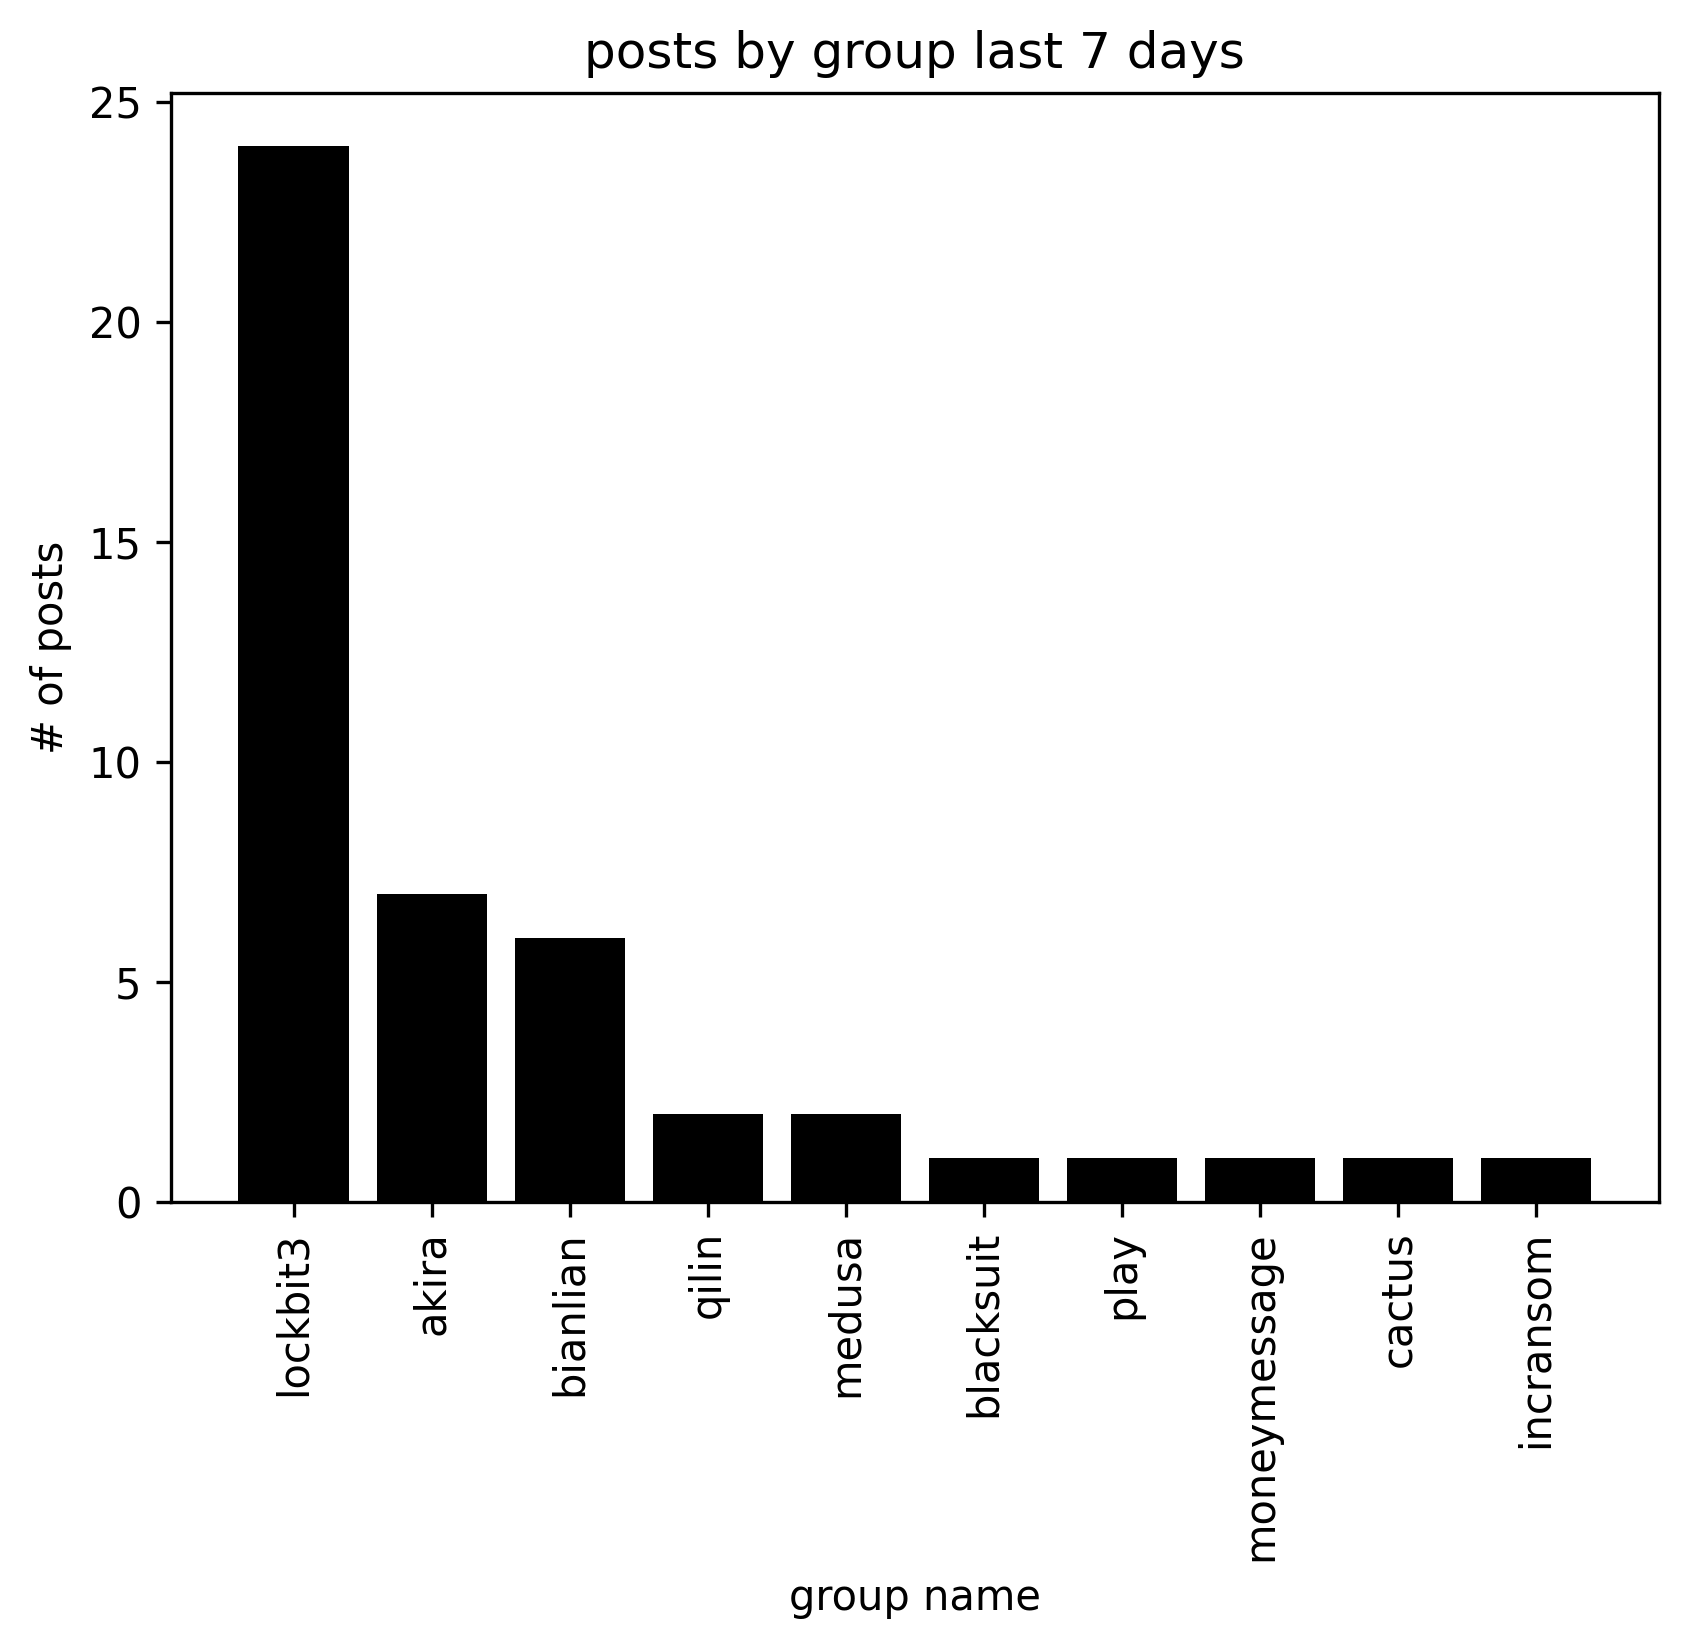 posts by group last 7 days
25
20
15
10
5
0
# of posts
lockbit3
akira
bianlian
qilin
medusa
blacksuit
play
moneymessage
cactus
incransom
group name